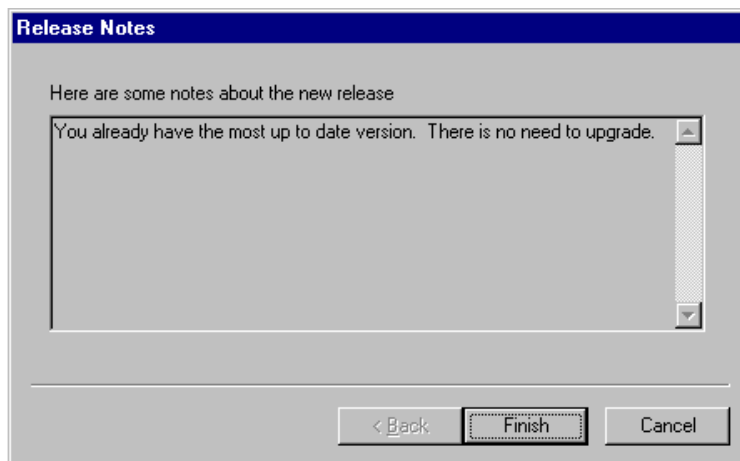 Release Notes
Here are some notes about the new release
You already have the most up to date version.  There is no need to upgrade.
< Back
Finish
Cancel